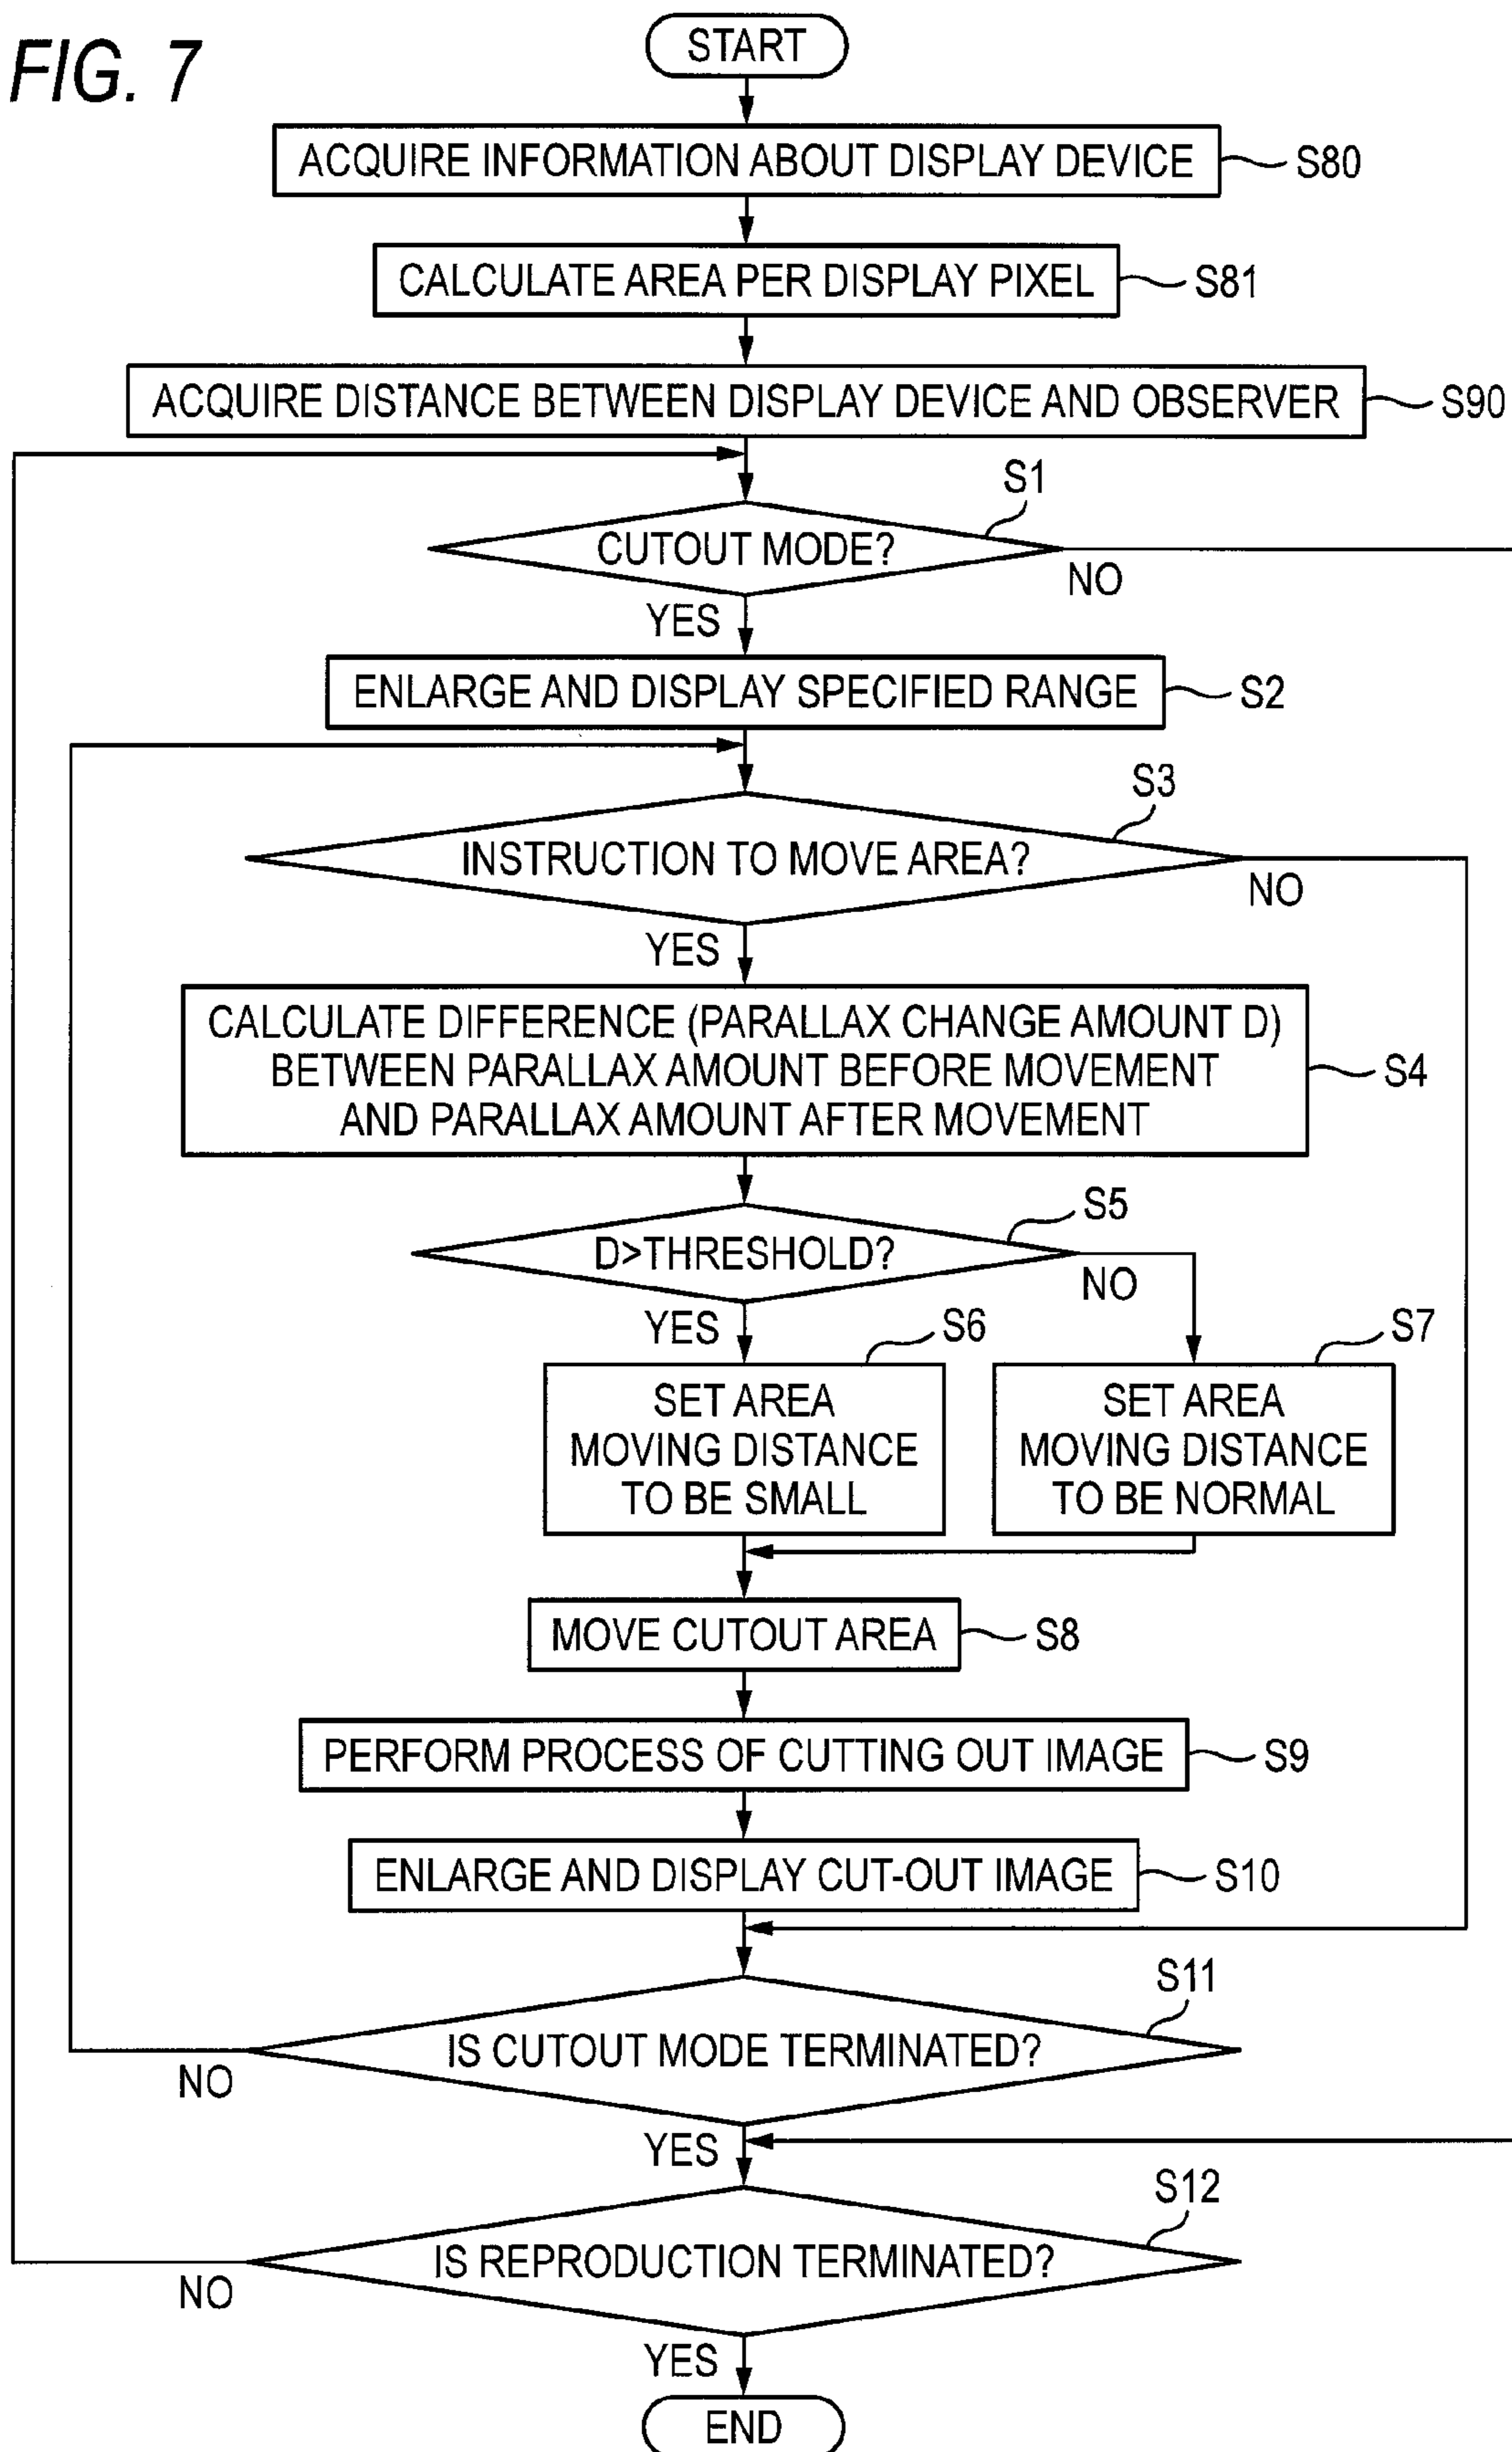 FIG. 7
START
ACQUIRE INFORMATION ABOUT DISPLAY DEVICE
S80
CALCULATE AREA PER DISPLAY PIXEL
S81
ACQUIRE DISTANCE BETWEEN DISPLAY DEVICE AND OBSERVER
S90
S1
CUTOUT MODE?
NO
YES
ENLARGE AND DISPLAY SPECIFIED RANGE
S2
S3
INSTRUCTION TO MOVE AREA?
NO
YES
CALCULATE DIFFERENCE (PARALLAX CHANGE AMOUNT D)
BETWEEN PARALLAX AMOUNT BEFORE MOVEMENT
AND PARALLAX AMOUNT AFTER MOVEMENT
S4
S5
D>THRESHOLD?
NO
YES
S6
SET AREA
MOVING DISTANCE
TO BE SMALL
S7
SET AREA
MOVING DISTANCE
TO BE NORMAL
MOVE CUTOUT AREA
S8
PERFORM PROCESS OF CUTTING OUT IMAGE
S9
ENLARGE AND DISPLAY CUT-OUT IMAGE
S10
S11
IS CUTOUT MODE TERMINATED?
NO
YES
S12
IS REPRODUCTION TERMINATED?
NO
YES
END